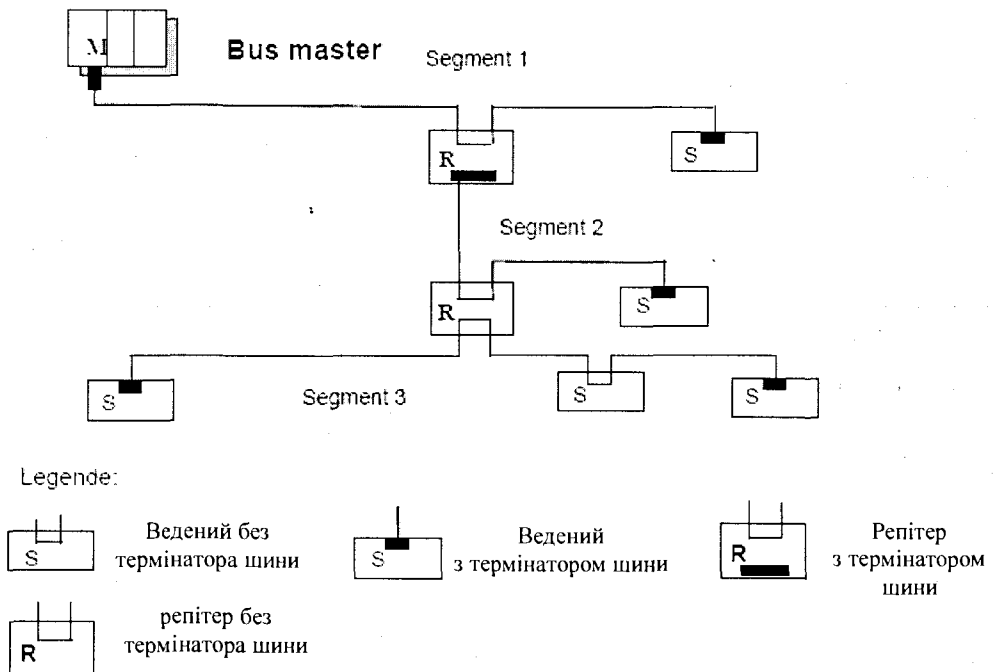 M
Bus master
Segment 1
R
S
Segment 2
R
S
S
Segment 3
S
S
Legende:
S
Ведений без
термінатора шини
S
Ведений
з термінатором шини
R
Репітер
з термінатором
шини
R
репітер без
термінатора шини